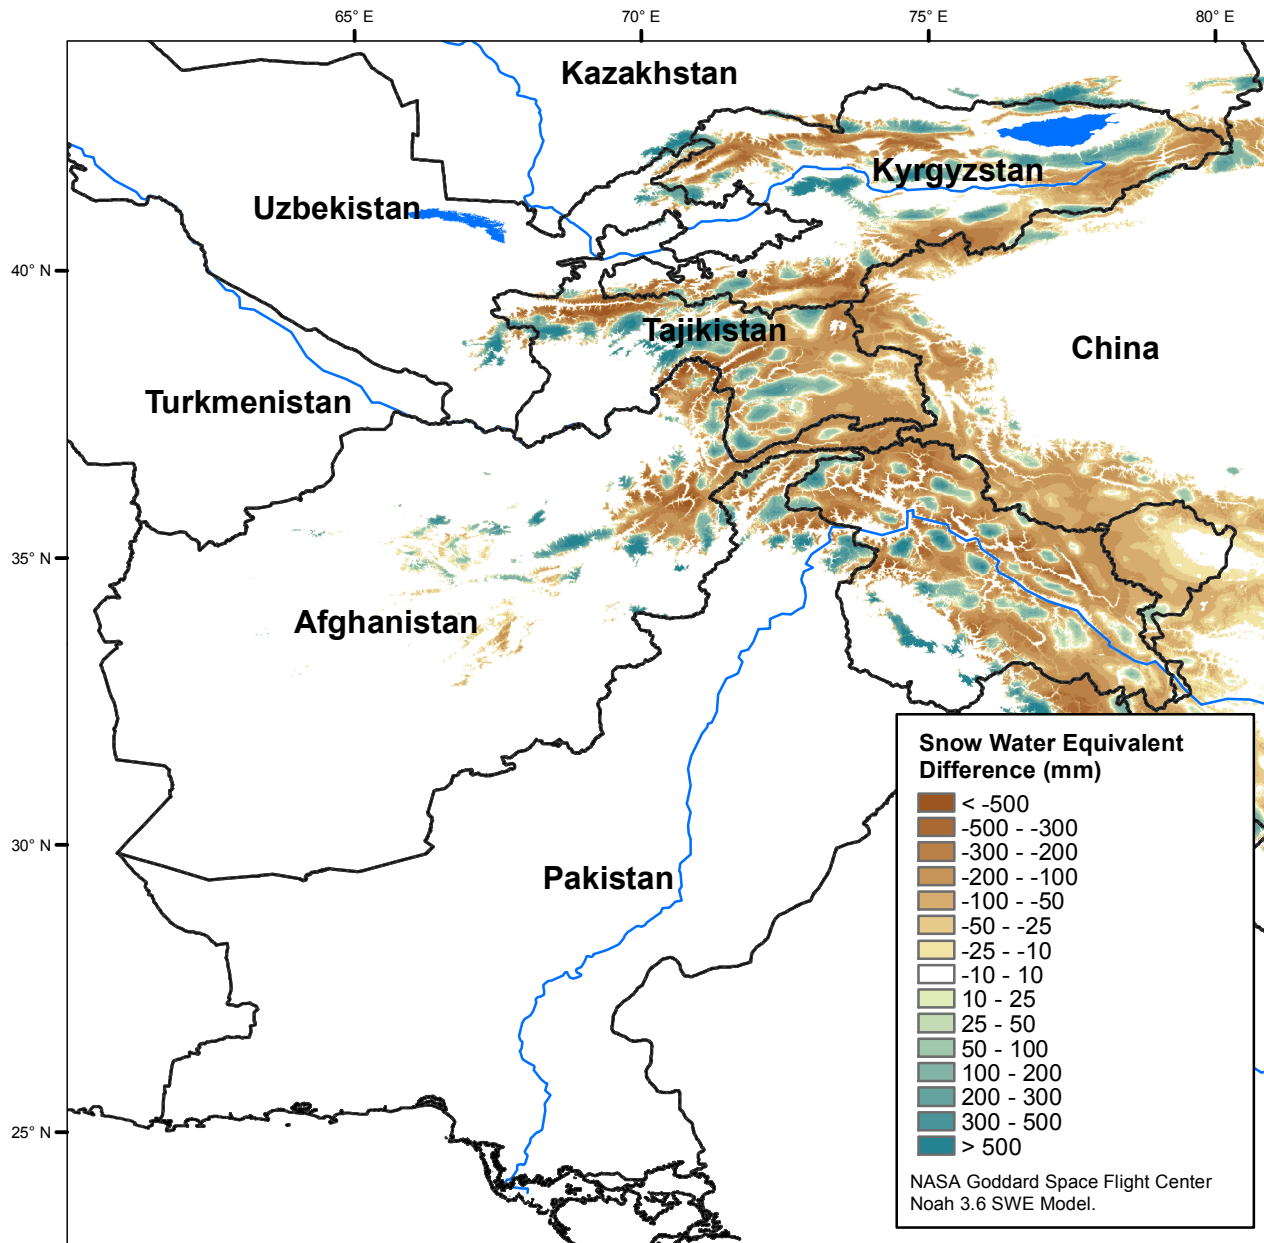 65° E
70° E
75° E
80° E
Kazakhstan
Kyrgyzstan
Uzbekistan
40° N
Tajikistan
China
Turkmenistan
35° N
Afghanistan
30° N
Pakistan
25° N
Snow Water Equivalent
Difference (mm)
< -500
-500 - -300
-300 - -200
-200 - -100
-100 - -50
-50 - -25
-25 - -10
-10 - 10
10 - 25
25 - 50
50 - 100
100 - 200
200 - 300
300 - 500
> 500
NASA Goddard Space Flight Center
Noah 3.6 SWE Model.